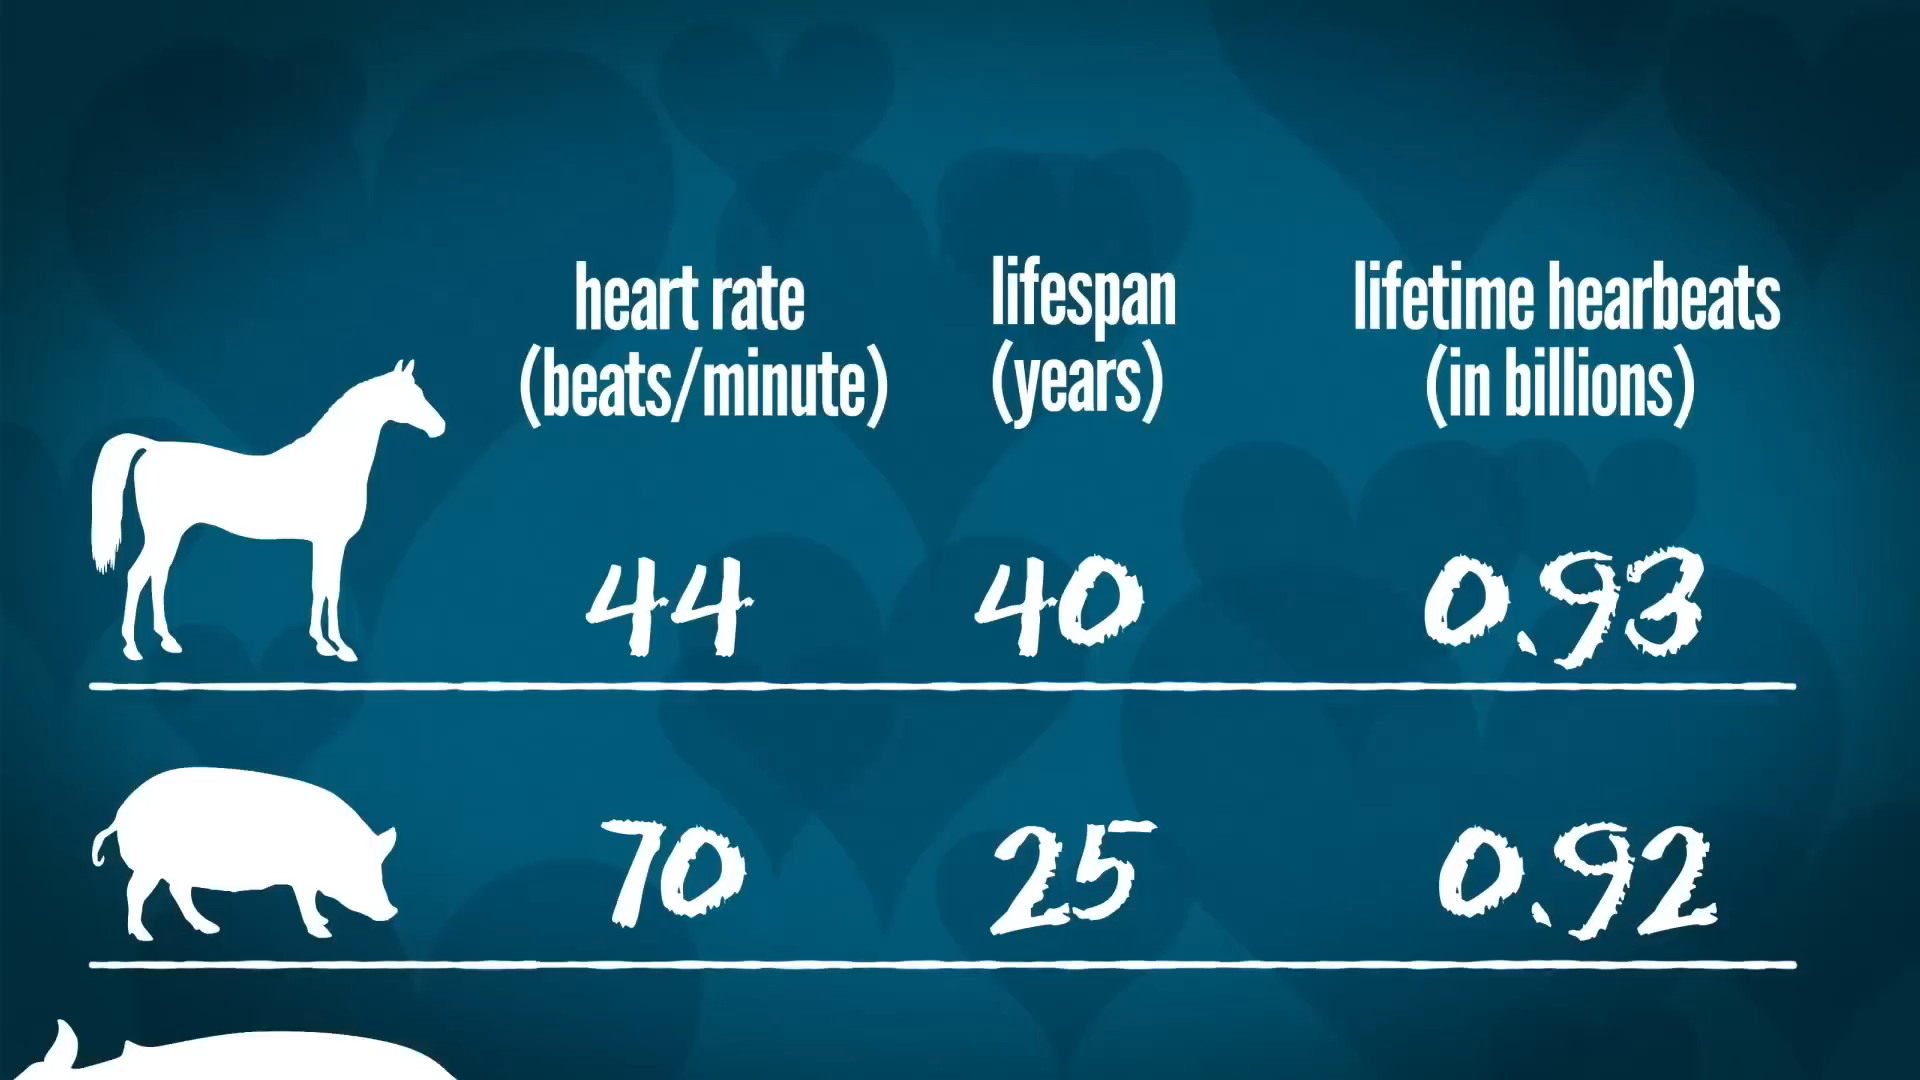 heart rate
(beats/minute)
lifespan
(years)
lifetime hearbeats
(in billions)
44 40 0.93
70 25 0.92